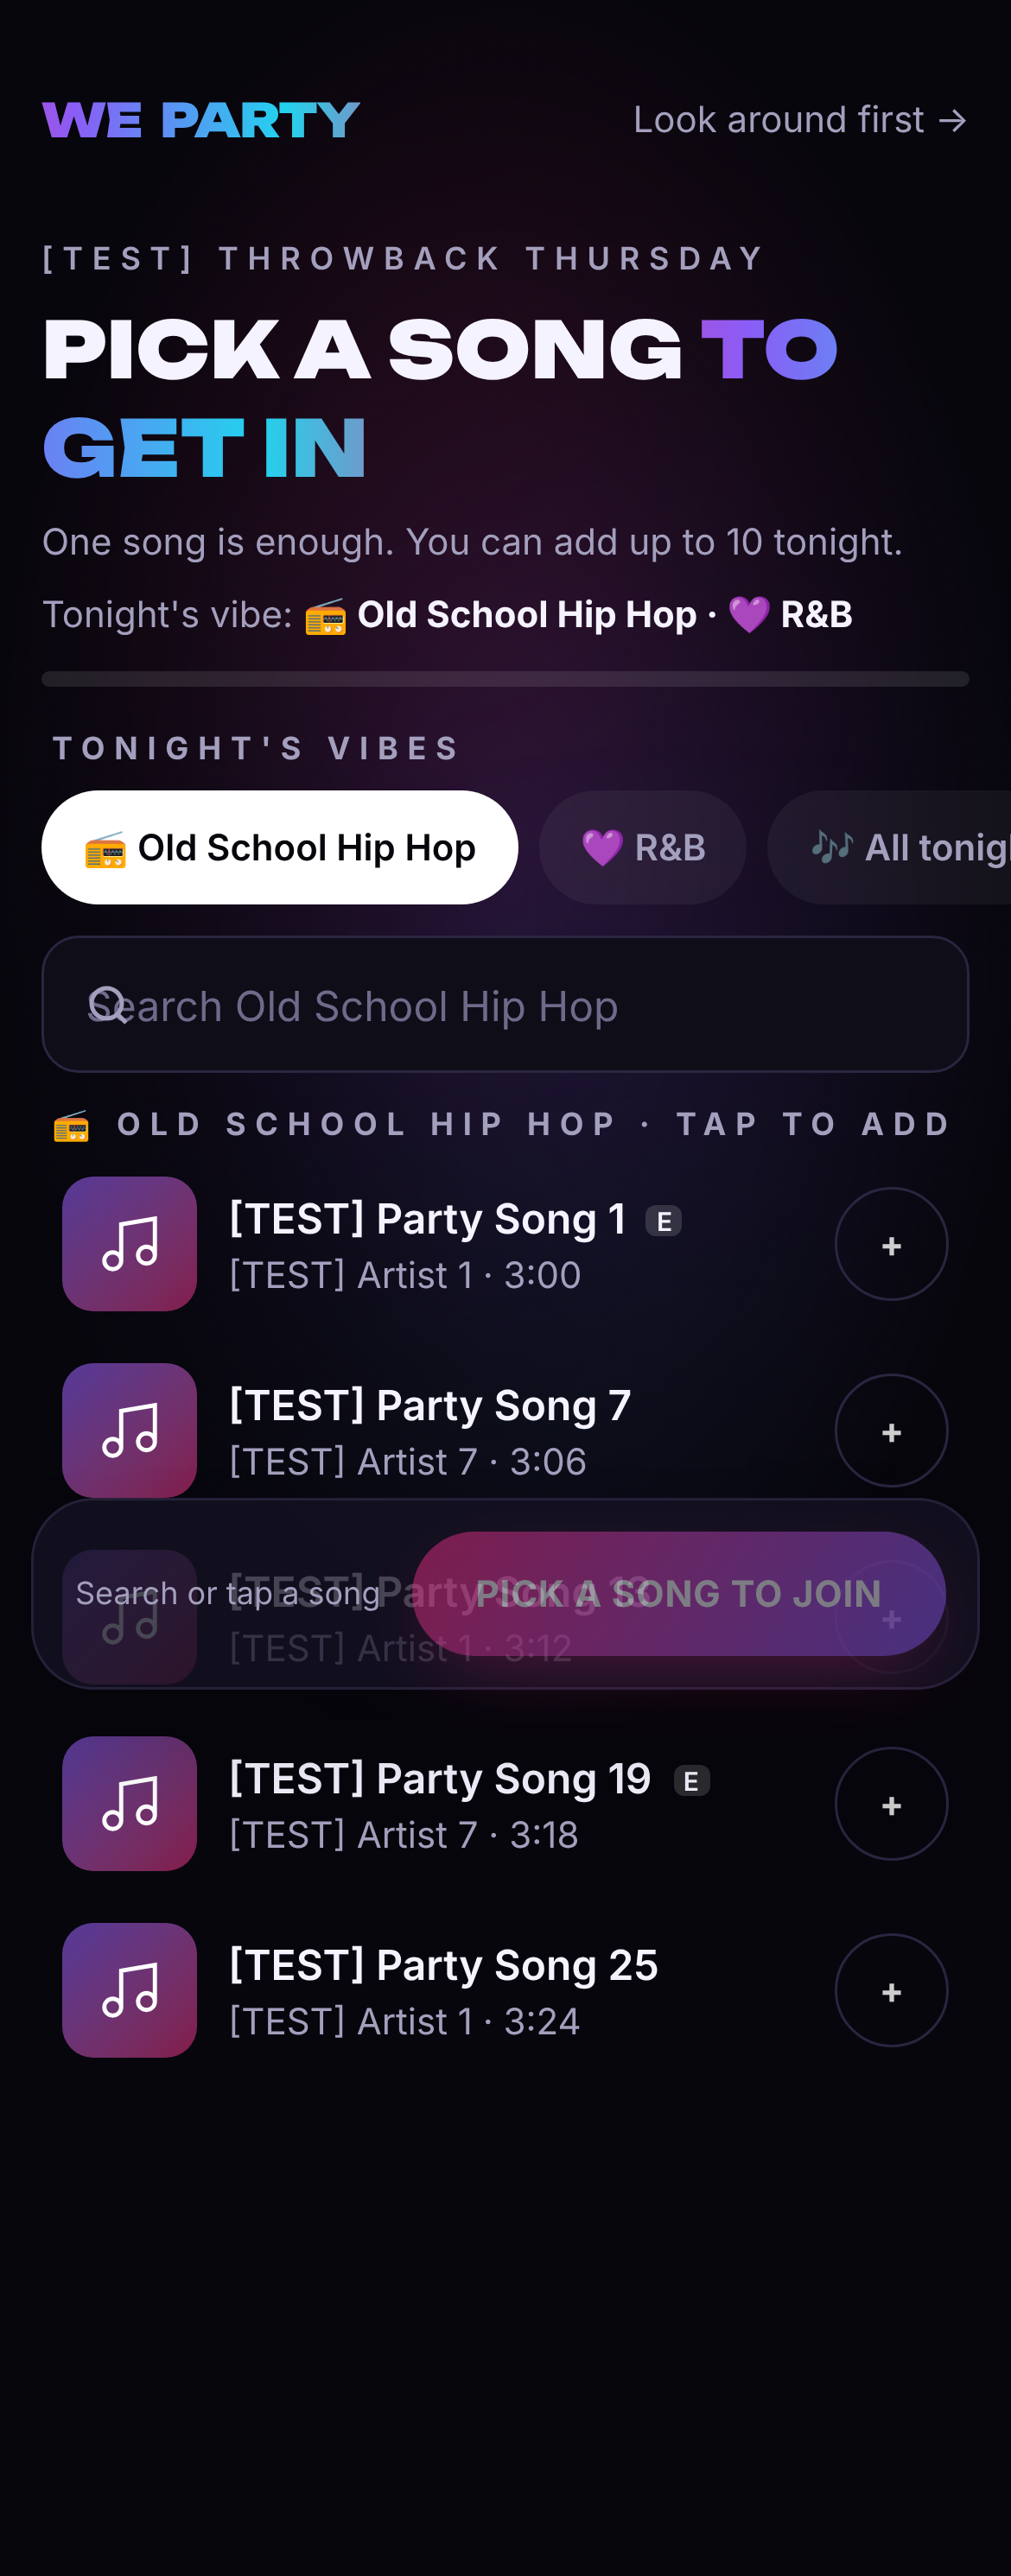 WE PARTY
Look around first →
[TEST] THROWBACK THURSDAY
PICK A SONG TO
GET IN
One song is enough. You can add up to 10 tonight.
Tonight's vibe: 📻 Old School Hip Hop · 💜 R&B
TONIGHT'S VIBES
📻 Old School Hip Hop
💜 R&B
🎶 All tonig
Search Old School Hip Hop
📻 OLD SCHOOL HIP HOP · TAP TO ADD
[TEST] Party Song 1 E
[TEST] Artist 1 · 3:00
+
[TEST] Party Song 7
[TEST] Artist 7 · 3:06
+
Search or tap a song
PICK A SONG TO JOIN
[TEST] Party Song
[TEST] Artist 1 · 3:12
+
[TEST] Party Song 19 E
[TEST] Artist 7 · 3:18
+
[TEST] Party Song 25
[TEST] Artist 1 · 3:24
+